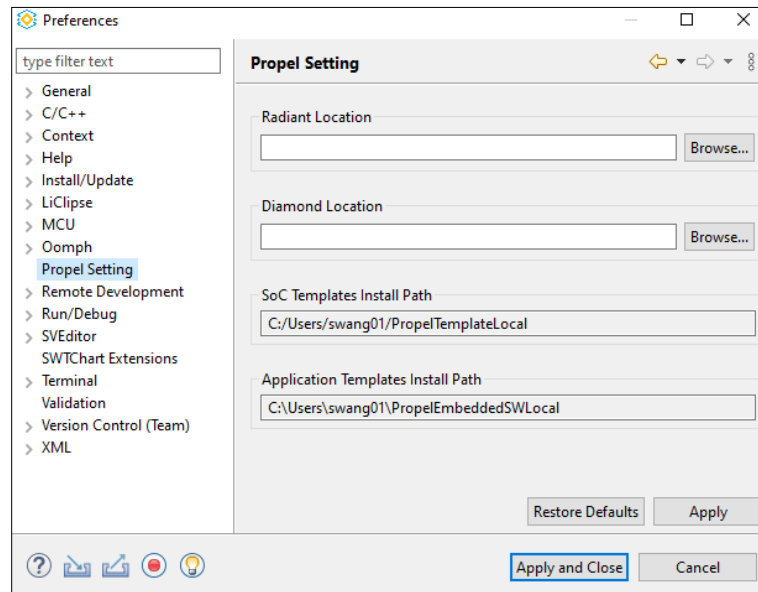 Preferences
type filter text
General
C/C++
Context
Help
Install/Update
LiClipse
MCU
Oomph
Propel Setting
Remote Development
Run/Debug
SVEditor
SWTChart Extensions
Terminal
Validation
Version Control (Team)
XML
Propel Setting
Radiant Location
Browse...
Diamond Location
Browse...
SoC Templates Install Path
C:/Users/swang01/PropelTemplateLocal
Application Templates Install Path
C:\Users\swang01\PropelEmbeddedSWLocal
Restore Defaults
Apply
Apply and Close
Cancel